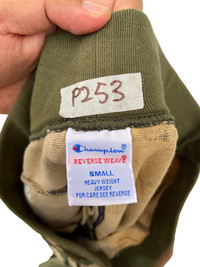 P253
Champion
REVERSE WEAVE
SMALL
HEAVY WEIGHT
JERSEY
FOR CARE SEE REVERSE